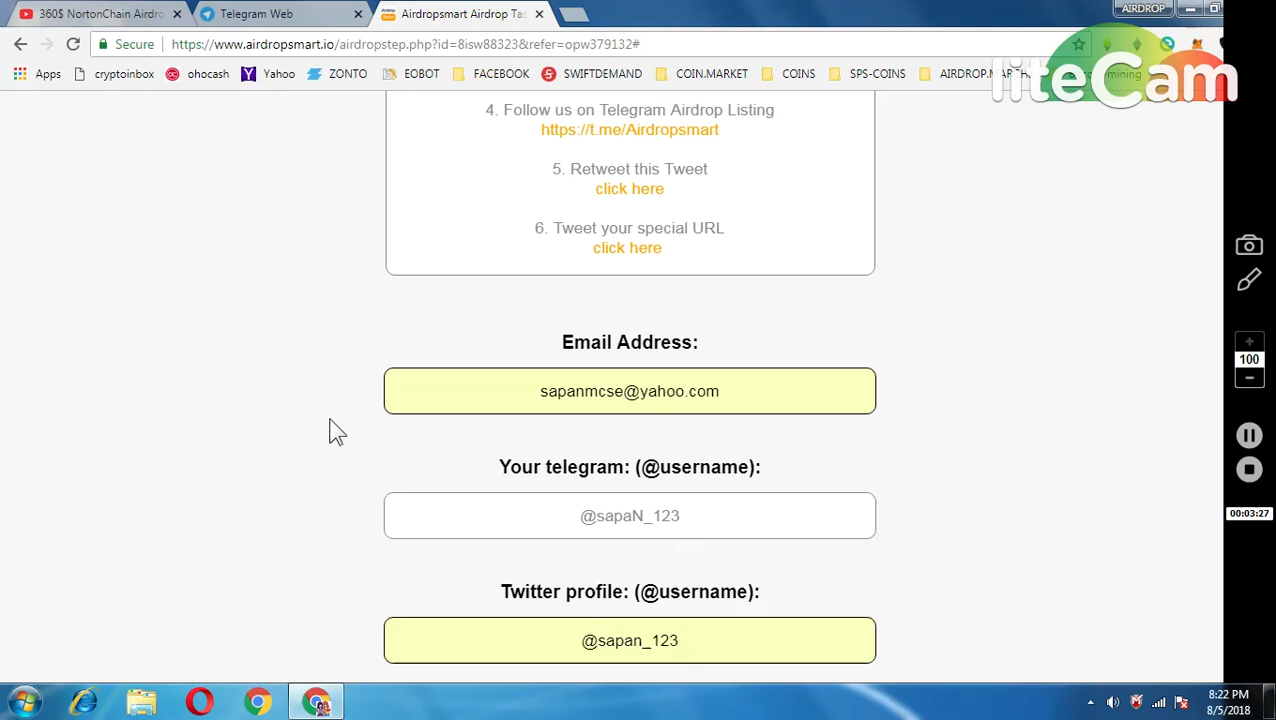 360$ NortonChain Airdro
Telegram Web
Airdropsmart Airdrop Tas
AIRDROP
Secure
https://www.airdropsmart.io/airdropstep.php?id=8isw88323&refer=opw379132#
Apps
cryptoinbox
ohocash
Yahoo
ZONTO
EOBOT
FACEBOOK
SWIFTDEMAND
COIN.MARKET
COINS
SPS-COINS
mining
liteCam
4. Follow us on Telegram Airdrop Listing
https://t.me/Airdropsmart
5. Retweet this Tweet
click here
6. Tweet your special URL
click here
Email Address:
sapanmcse@yahoo.com
Your telegram: (@username):
@sapaN_123
Twitter profile: (@username):
@sapan_123
100
00:03:27
8:22 PM
8/5/2018